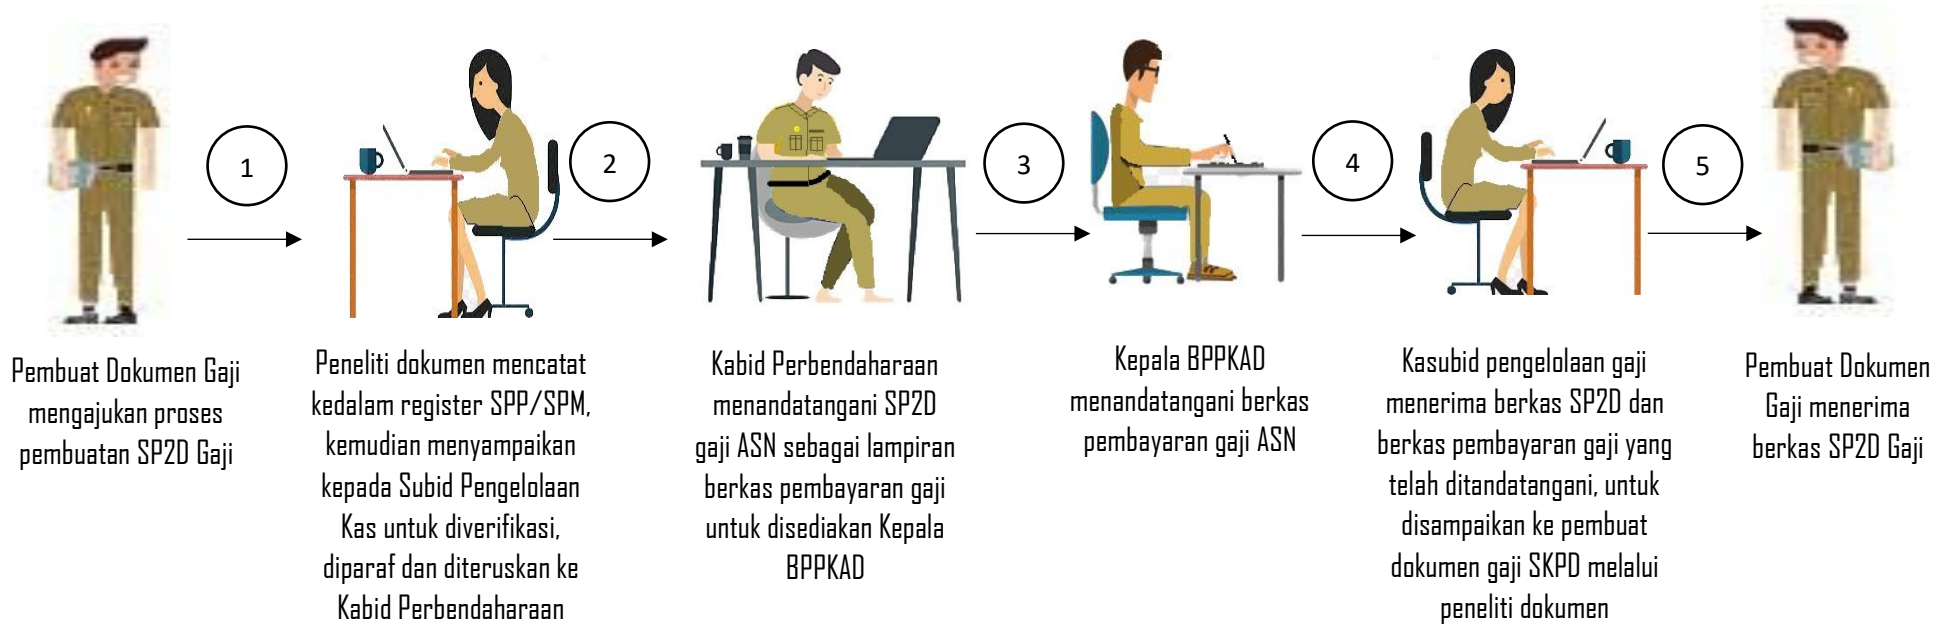 1
2
3
4
5
Pembuat Dokumen Gaji
mengajukan proses
pembuatan SP2D Gaji
Peneliti dokumen mencatat
kedalam register SPP/SPM,
kemudian menyampaikan
kepada Subid Pengelolaan
Kas untuk diverifikasi,
diparaf dan diteruskan ke
Kabid Perbendaharaan
Kabid Perbendaharaan
menandatangani SP2D
gaji ASN sebagai lampiran
berkas pembayaran gaji
untuk disediakan Kepala
BPPKAD
Kepala BPPKAD
menandatangani berkas
pembayaran gaji ASN
Kasubid pengelolaan gaji
menerima berkas SP2D dan
berkas pembayaran gaji yang
telah ditandatangani, untuk
disampaikan ke pembuat
dokumen gaji SKPD melalui
peneliti dokumen
Pembuat Dokumen
Gaji menerima
berkas SP2D Gaji